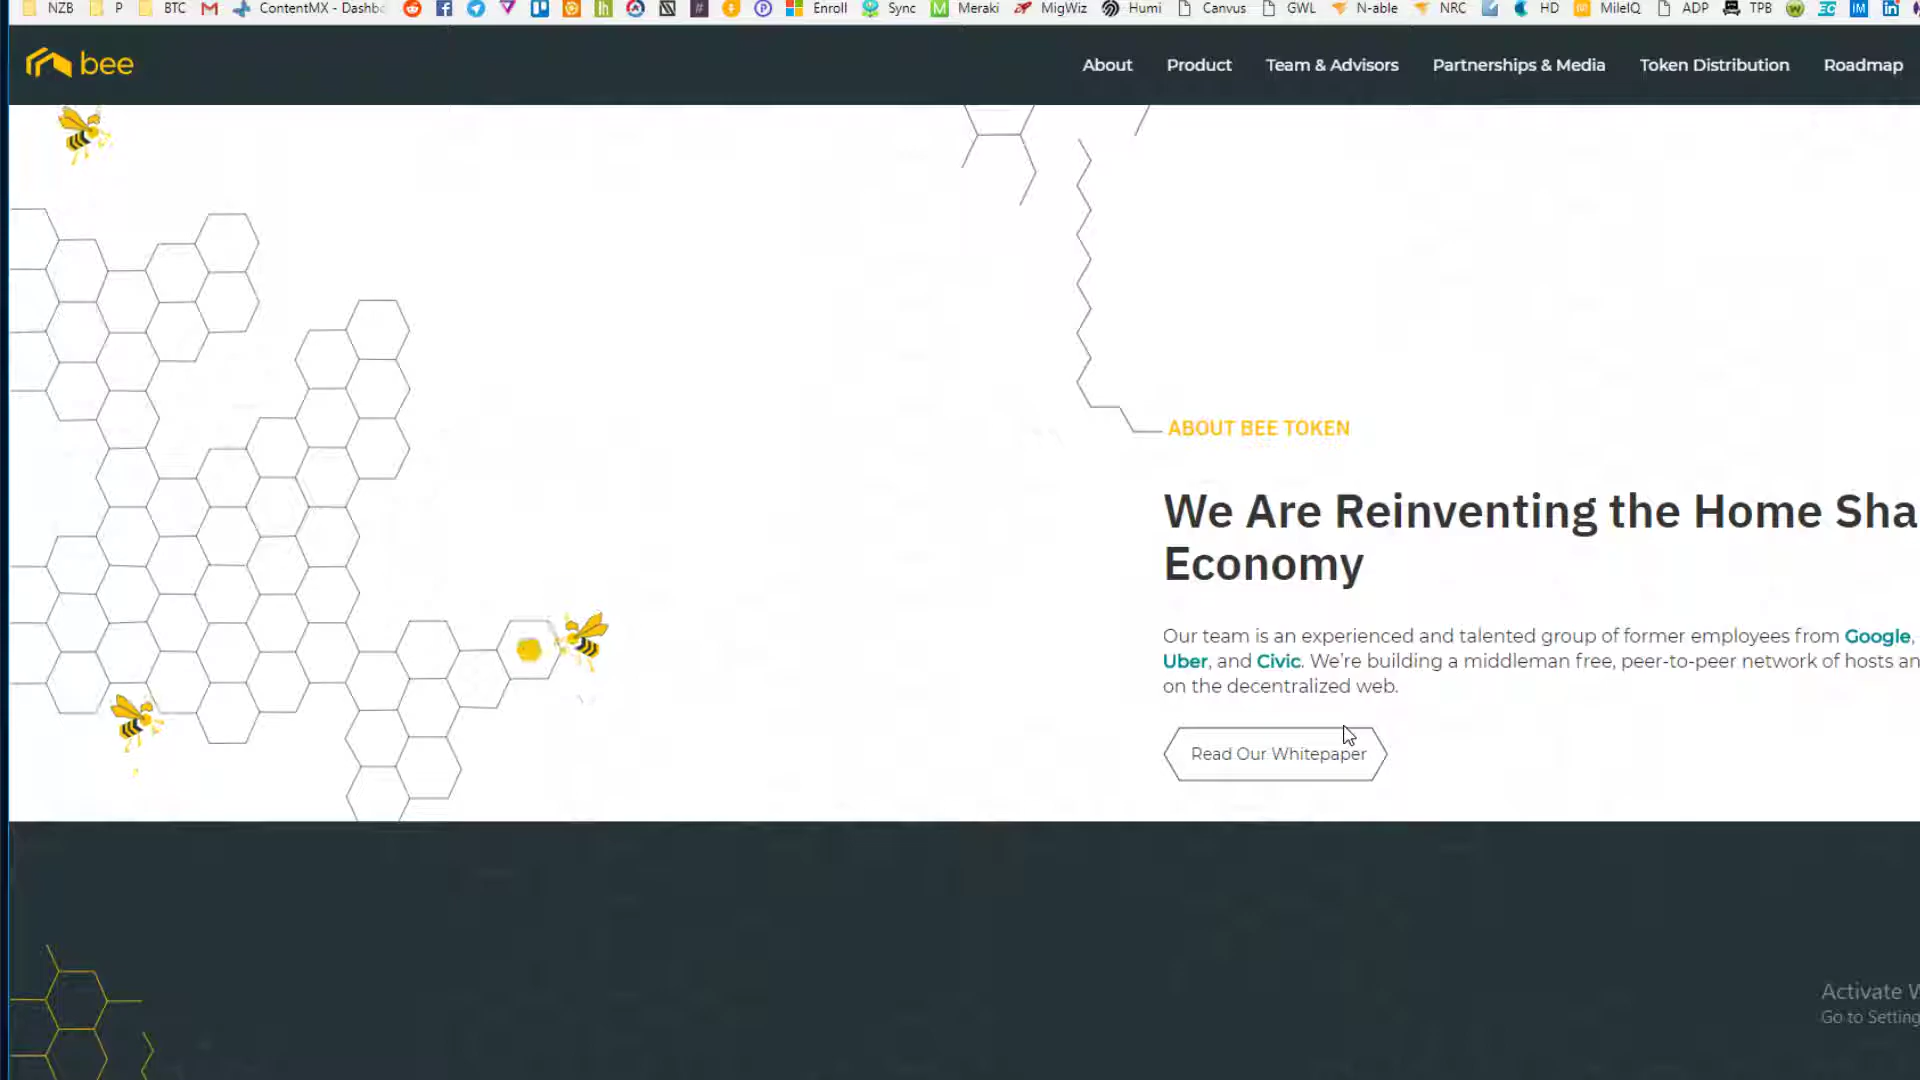 NZB P BTC ContentMX - Dashbo Enroll Sync Meraki MigWiz Humi Canvus GWL N-able NRC HD MileIQ ADP TPB
bee
About Product Team & Advisors Partnerships & Media Token Distribution Roadmap
ABOUT BEE TOKEN
We Are Reinventing the Home Sha
Economy
Our team is an experienced and talented group of former employees from Google,
Uber, and Civic. We're building a middleman free, peer-to-peer network of hosts an
on the decentralized web.
Read Our Whitepaper
Activate W
Go to Setting